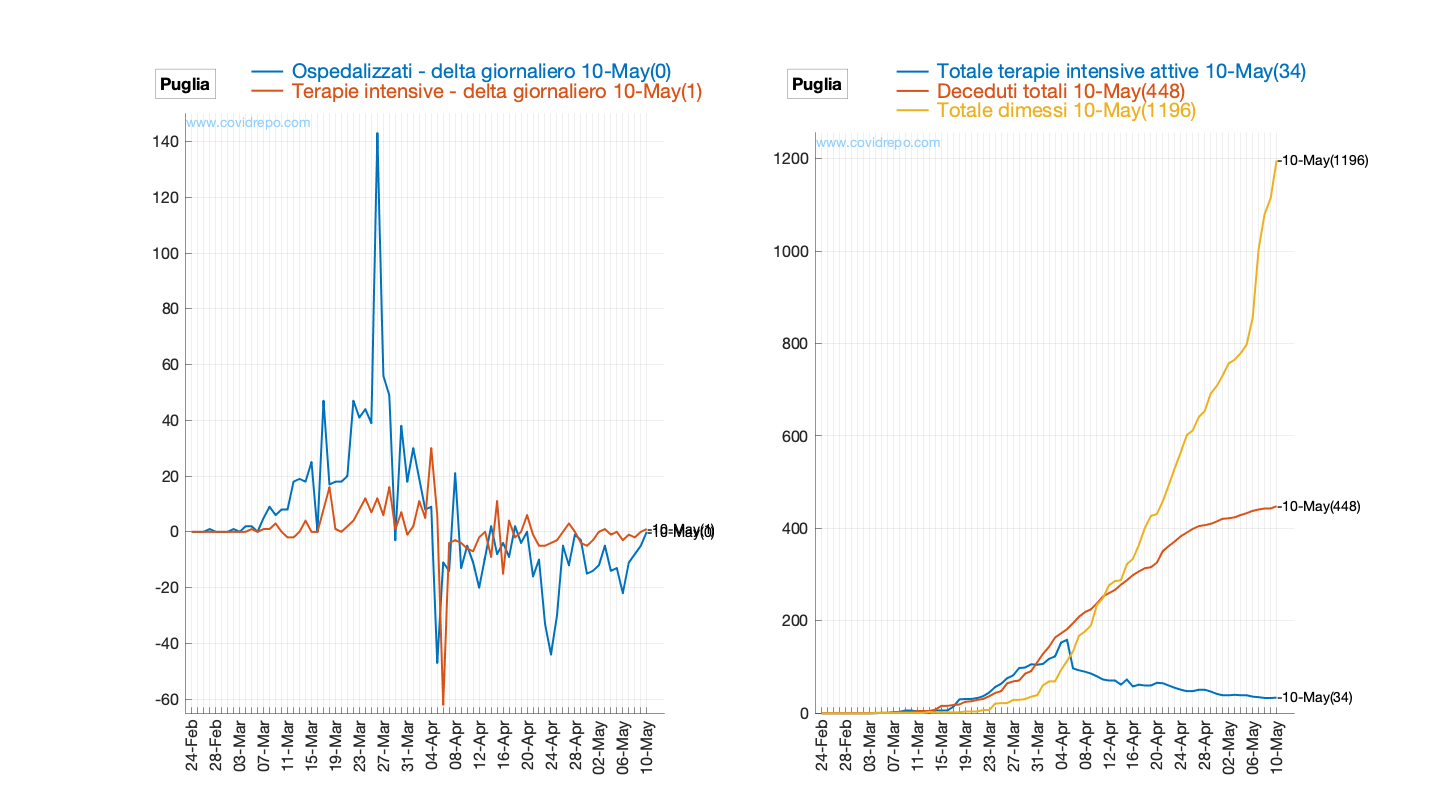 Puglia
Ospedalizzati - delta giornaliero 10-May(0)
Terapie intensive - delta giornaliero 10-May(1)
www.covidrepo.com
140
120
100
80
60
40
20
0
-20
-40
-60
10-May(1)
10-May(0)
24-Feb
28-Feb
03-Mar
07-Mar
11-Mar
15-Mar
19-Mar
23-Mar
27-Mar
31-Mar
04-Apr
08-Apr
12-Apr
16-Apr
20-Apr
24-Apr
28-Apr
02-May
06-May
10-May
Puglia
Totale terapie intensive attive 10-May(34)
Deceduti totali 10-May(448)
Totale dimessi 10-May(1196)
www.covidrepo.com
1200
1000
800
600
400
200
0
10-May(1196)
10-May(448)
10-May(34)
24-Feb
28-Feb
03-Mar
07-Mar
11-Mar
15-Mar
19-Mar
23-Mar
27-Mar
31-Mar
04-Apr
08-Apr
12-Apr
16-Apr
20-Apr
24-Apr
28-Apr
02-May
06-May
10-May